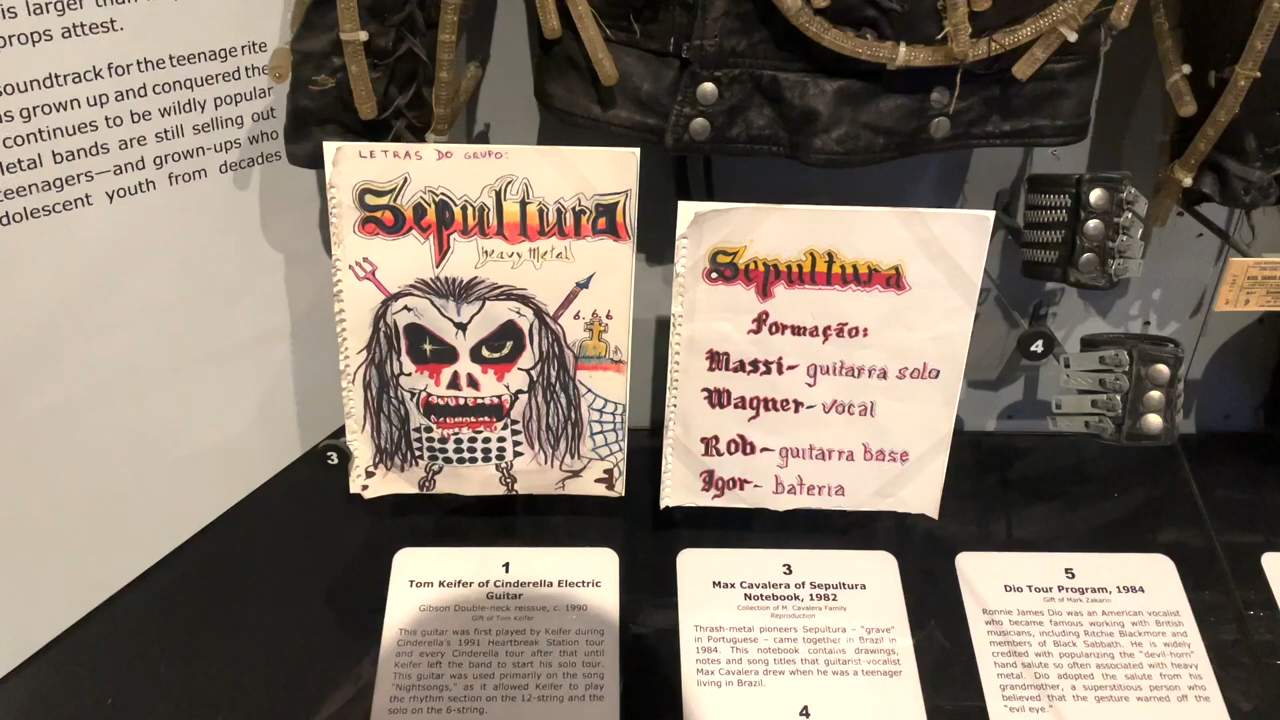 is larger than
props attest.
soundtrack for the teenage rite
s grown up and conquered the
continues to be wildly popular
etal bands are still selling out
teenagers—and grown-ups who
dolescent youth from decades
LETRAS DO GRUPO:
Sepultura
heavy Metal
6.6.6
Sepultura
Formação:
Massi- guitarra solo
Wagner- vocal
Rob- guitarra base
Igor- bateria
3
4
1
Tom Keifer of Cinderella Electric
Guitar
Gibson Double-neck reissue, c. 1990
Gift of Tom Keifer
This guitar was first played by Keifer during
Cinderella's 1991 Heartbreak Station tour
and every Cinderella tour after that until
Keifer left the band to start his solo tour.
This guitar was used primarily on the song
"Nightsongs," as it allowed Keifer to play
the rhythm section on the 12-string and the
solo on the 6-string.
3
Max Cavalera of Sepultura
Notebook, 1982
Collection of M. Cavalera Family
Reproduction
Thrash-metal pioneers Sepultura – "grave"
in Portuguese – came together in Brazil in
1984. This notebook contains drawings,
notes and song titles that guitarist-vocalist
Max Cavalera drew when he was a teenager
living in Brazil.
4
5
Dio Tour Program, 1984
Gift of Mark Zakarin
Ronnie James Dio was an American vocalist
who became famous working with British
musicians, including Ritchie Blackmore and
members of Black Sabbath. He is widely
credited with popularizing the "devil-horn"
hand salute so often associated with heavy
metal. Dio adopted the salute from his
grandmother, a superstitious person who
believed that the gesture warned off the
"evil eye."